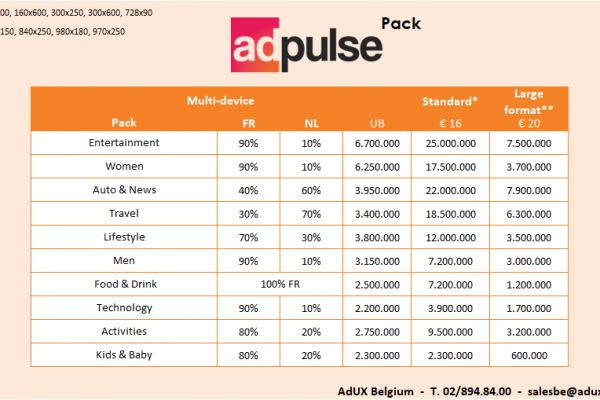 00, 160x600, 300x250, 300x600, 728x90
150, 840x250, 980x180, 970x250
adpulse Pack
Multi-device Standard* Large format**
Pack FR NL UB € 16 € 20
Entertainment 90% 10% 6.700.000 25.000.000 7.500.000
Women 90% 10% 6.250.000 17.500.000 3.700.000
Auto & News 40% 60% 3.950.000 22.000.000 7.900.000
Travel 30% 70% 3.400.000 18.500.000 6.300.000
Lifestyle 70% 30% 3.800.000 12.000.000 3.500.000
Men 90% 10% 3.150.000 7.200.000 3.000.000
Food & Drink 100% FR 2.500.000 7.200.000 1.200.000
Technology 90% 10% 2.200.000 3.900.000 1.700.000
Activities 80% 20% 2.750.000 9.500.000 3.200.000
Kids & Baby 80% 20% 2.300.000 2.300.000 600.000
AdUX Belgium - T. 02/894.84.00 - salesbe@adu